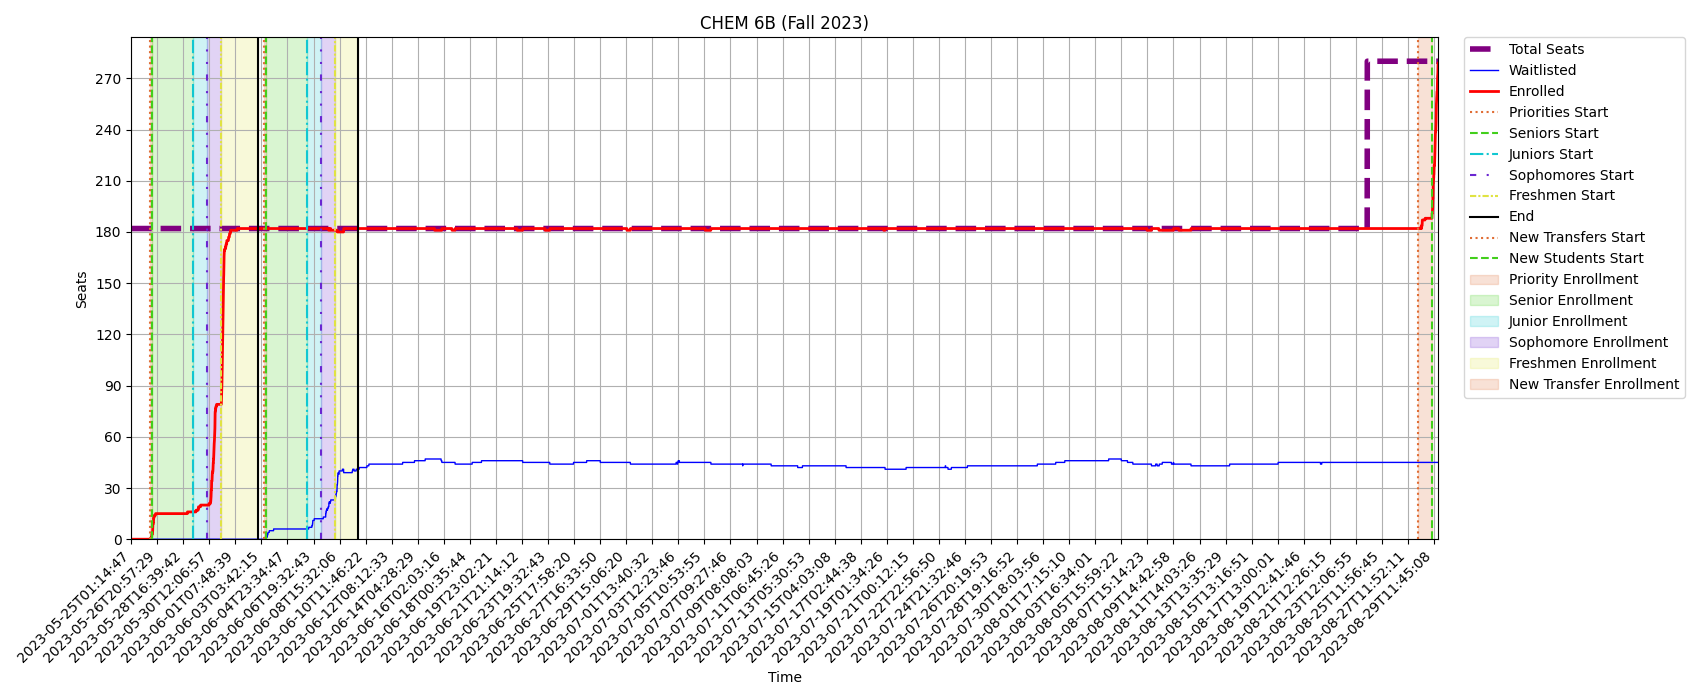 CHEM 6B (Fall 2023)
Seats
270
240
210
180
150
120
90
60
30
0
2023-05-25T01:14:47
2023-05-26T20:57:29
2023-05-28T16:39:42
2023-05-30T12:06:57
2023-06-01T07:48:39
2023-06-03T03:42:15
2023-06-04T23:34:47
2023-06-06T19:32:43
2023-06-08T15:32:06
2023-06-10T11:46:22
2023-06-12T08:12:33
2023-06-14T04:28:29
2023-06-16T02:03:16
2023-06-18T00:35:44
2023-06-19T23:02:21
2023-06-21T21:14:12
2023-06-23T19:32:43
2023-06-25T17:58:20
2023-06-27T16:33:50
2023-06-29T15:06:20
2023-07-01T13:40:32
2023-07-03T12:23:46
2023-07-05T10:53:55
2023-07-07T09:27:46
2023-07-09T08:08:03
2023-07-11T06:45:26
2023-07-13T05:30:53
2023-07-15T04:03:08
2023-07-17T02:44:38
2023-07-19T01:34:26
2023-07-21T00:12:15
2023-07-22T22:56:50
2023-07-24T21:32:46
2023-07-26T20:19:53
2023-07-28T19:16:52
2023-07-30T18:03:56
2023-08-01T17:15:10
2023-08-03T16:34:01
2023-08-05T15:59:22
2023-08-07T15:14:23
2023-08-09T14:42:58
2023-08-11T14:03:26
2023-08-13T13:35:29
2023-08-15T13:16:51
2023-08-17T13:00:01
2023-08-19T12:41:46
2023-08-21T12:26:15
2023-08-23T12:06:55
2023-08-25T11:56:45
2023-08-27T11:52:11
2023-08-29T11:45:08
Time
Total Seats
Waitlisted
Enrolled
Priorities Start
Seniors Start
Juniors Start
Sophomores Start
Freshmen Start
End
New Transfers Start
New Students Start
Priority Enrollment
Senior Enrollment
Junior Enrollment
Sophomore Enrollment
Freshmen Enrollment
New Transfer Enrollment